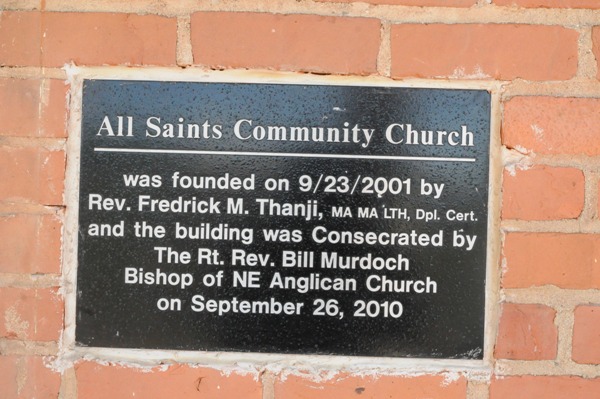 All Saints Community Church
was founded on 9/23/2001 by
Rev. Fredrick M. Thanji, MA MA LTH, Dpl. Cert.
and the building was Consecrated by
The Rt. Rev. Bill Murdoch
Bishop of NE Anglican Church
on September 26, 2010